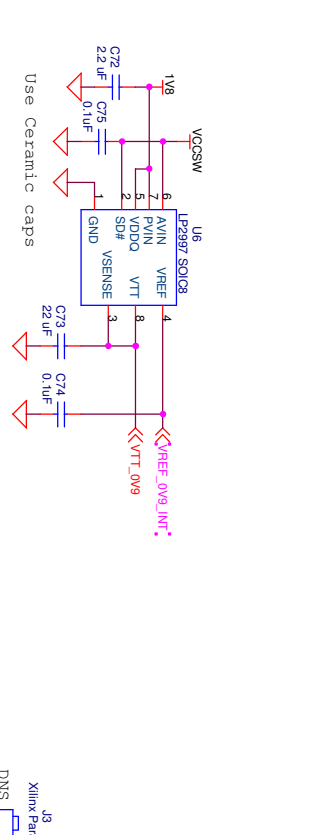 U6
LP2997 SOIC8
VCCSW
1V8
C72
2.2 uF
C75
0.1uF
6
7
5
2
1
AVIN
PVIN
VDDQ
SD#
GND
VREF
VTT
VSENSE
4
8
3
VREF_0V9_INT
VTT_0V9
C73
22 uF
C74
0.1uF
Use Ceramic caps
J3
Xilinx Par
DNS